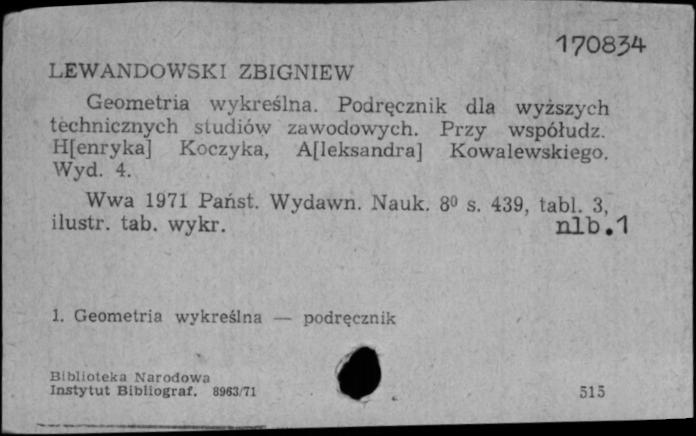 170834
LEWANDOWSKI ZBIGNIEW
Geometria wykreślna. Podręcznik dla wyższych
technicznych studiów zawodowych. Przy współudz.
H[enryka] Koczyka, A[leksandra] Kowalewskiego.
Wyd. 4.
Wwa 1971 Państ. Wydawn. Nauk. 8⁰ s. 439, tabl. 3,
ilustr. tab. wykr. nlb.1
1. Geometria wykreślna — podręcznik
Biblioteka Narodowa
Instytut Bibliograf. 8963/71 515